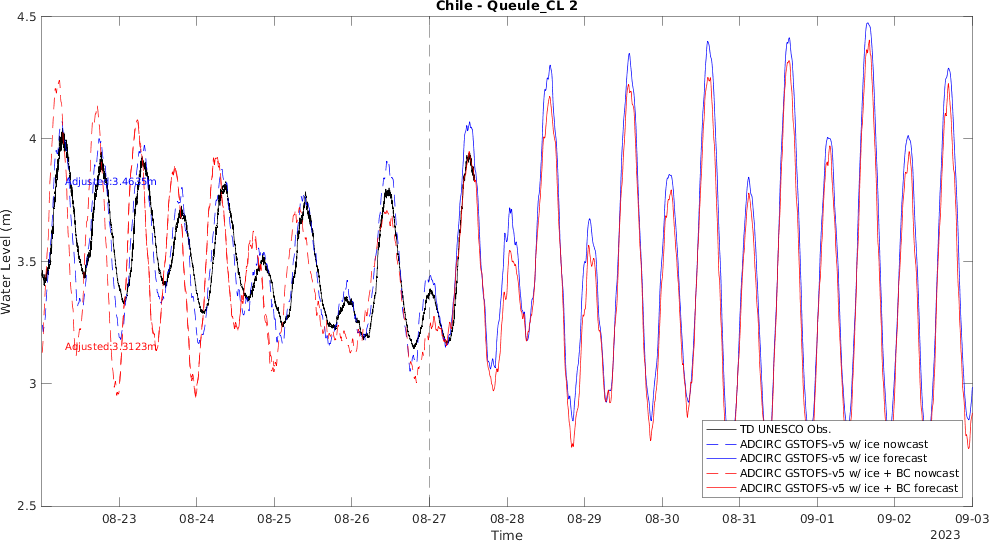 Chile - Queule_CL 2
4.5
4
3.5
3
2.5
Water Level (m)
Adjusted:3.4635m
Adjusted:3.3123m
TD UNESCO Obs.
ADCIRC GSTOFS-v5 w/ ice nowcast
ADCIRC GSTOFS-v5 w/ ice forecast
ADCIRC GSTOFS-v5 w/ ice + BC nowcast
ADCIRC GSTOFS-v5 w/ ice + BC forecast
08-23 08-24 08-25 08-26 08-27 08-28 08-29 08-30 08-31 09-01 09-02 09-03
Time
2023